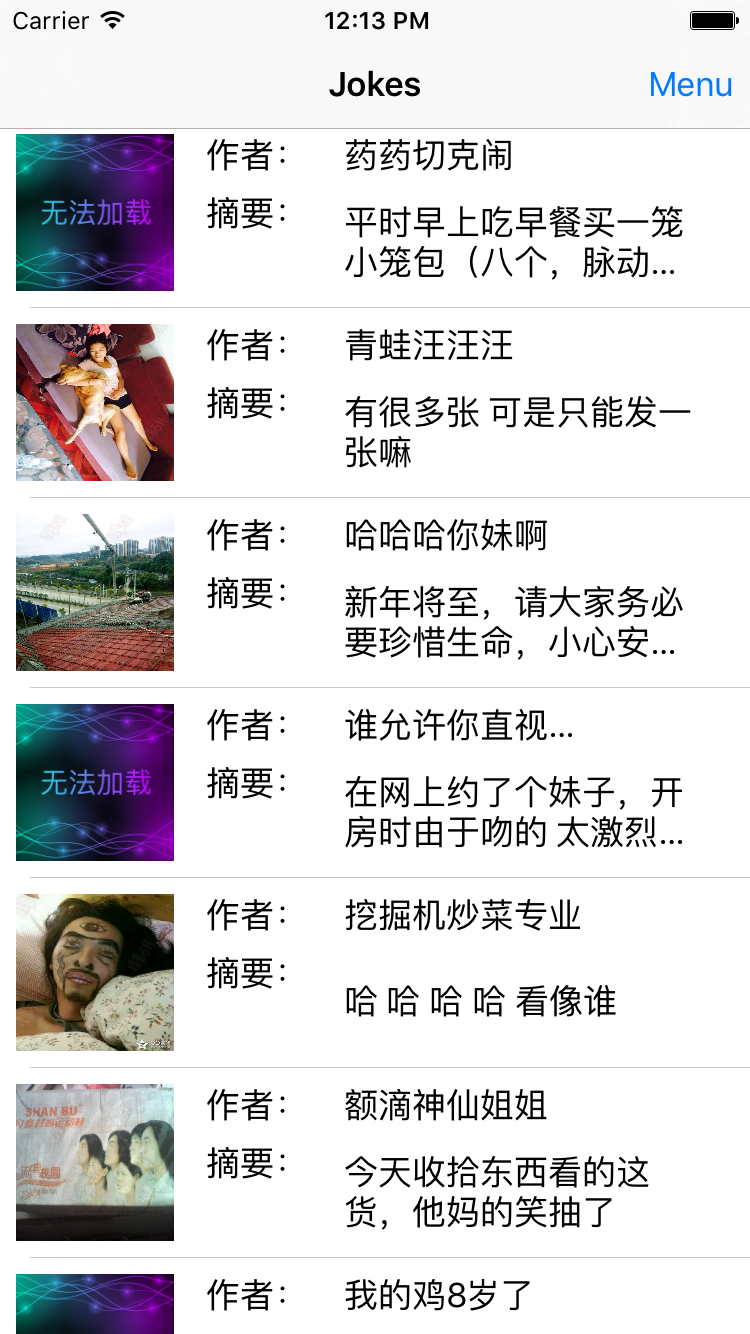 Carrier 12:13 PM
Jokes Menu
无法加载
作者： 药药切克闹
摘要： 平时早上吃早餐买一笼
小笼包（八个，脉动...
作者： 青蛙汪汪汪
摘要： 有很多张 可是只能发一
张嘛
作者： 哈哈哈你妹啊
摘要： 新年将至，请大家务必
要珍惜生命，小心安...
无法加载
作者： 谁允许你直视...
摘要： 在网上约了个妹子，开
房时由于吻的 太激烈...
作者： 挖掘机炒菜专业
摘要： 哈 哈 哈 哈 看像谁
SHAN BU
作者： 额滴神仙姐姐
摘要： 今天收拾东西看的这
货，他妈的笑抽了
作者： 我的鸡8岁了